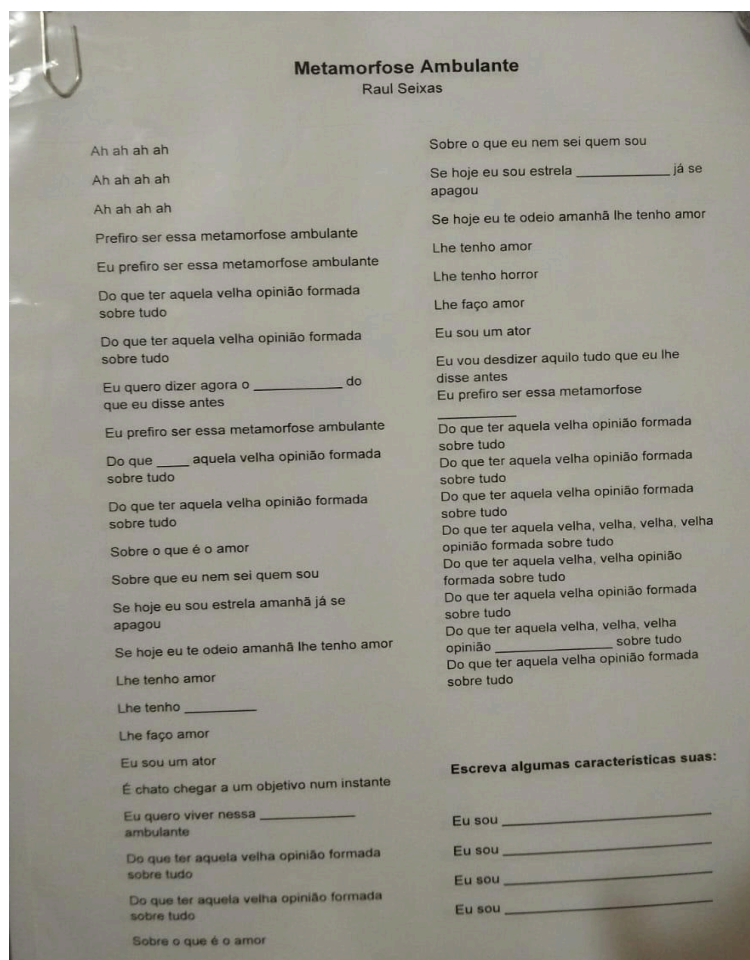 Metamorfose Ambulante
Raul Seixas
Ah ah ah ah
Ah ah ah ah
Ah ah ah ah
Prefiro ser essa metamorfose ambulante
Eu prefiro ser essa metamorfose ambulante
Do que ter aquela velha opinião formada
sobre tudo
Do que ter aquela velha opinião formada
sobre tudo
Eu quero dizer agora o ____________ do
que eu disse antes
Eu prefiro ser essa metamorfose ambulante
Do que ____ aquela velha opinião formada
sobre tudo
Do que ter aquela velha opinião formada
sobre tudo
Sobre o que é o amor
Sobre que eu nem sei quem sou
Se hoje eu sou estrela amanhã já se
apagou
Se hoje eu te odeio amanhã lhe tenho amor
Lhe tenho amor
Lhe tenho __________
Lhe faço amor
Eu sou um ator
É chato chegar a um objetivo num instante
Eu quero viver nessa _____________
ambulante
Do que ter aquela velha opinião formada
sobre tudo
Do que ter aquela velha opinião formada
sobre tudo
Sobre o que é o amor
Sobre o que eu nem sei quem sou
Se hoje eu sou estrela _____________ já se
apagou
Se hoje eu te odeio amanhã lhe tenho amor
Lhe tenho amor
Lhe tenho horror
Lhe faço amor
Eu sou um ator
Eu vou desdizer aquilo tudo que eu lhe
disse antes
Eu prefiro ser essa metamorfose
___________
Do que ter aquela velha opinião formada
sobre tudo
Do que ter aquela velha opinião formada
sobre tudo
Do que ter aquela velha opinião formada
sobre tudo
Do que ter aquela velha, velha, velha, velha
opinião formada sobre tudo
Do que ter aquela velha, velha opinião
formada sobre tudo
Do que ter aquela velha opinião formada
sobre tudo
Do que ter aquela velha, velha, velha
opinião ________________ sobre tudo
Do que ter aquela velha opinião formada
sobre tudo
Escreva algumas caracteristicas suas:
Eu sou ____________________________
Eu sou ____________________________
Eu sou ____________________________
Eu sou ____________________________